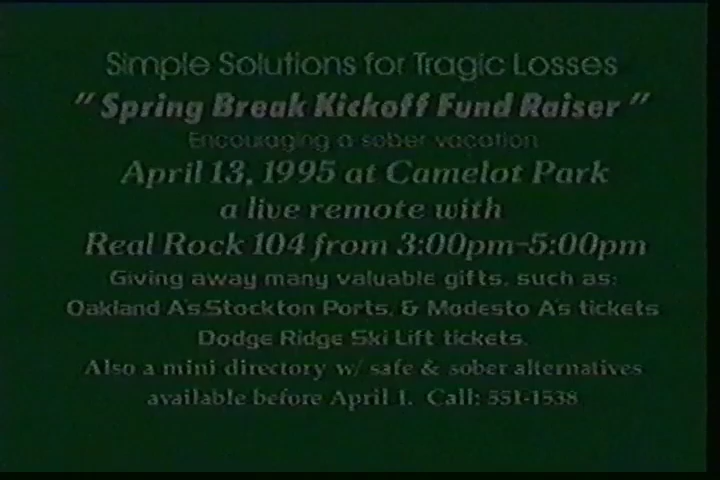 Simple Solutions for Tragic Losses
" Spring Break Kickoff Fund Raiser "
Encouraging a sober vacation
April 13, 1995 at Camelot Park
a live remote with
Real Rock 104 from 3:00pm-5:00pm
Giving away many valuable gifts, such as:
Oakland A's,Stockton Ports, & Modesto A's tickets
Dodge Ridge Ski Lift tickets.
Also a mini directory w/ safe & sober alternatives
available before April 1. Call: 551-1538